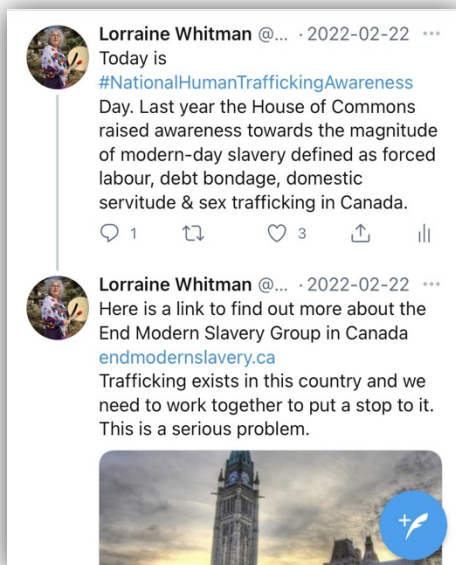 Lorraine Whitman @... · 2022-02-22
Today is
#NationalHumanTraffickingAwareness
Day. Last year the House of Commons
raised awareness towards the magnitude
of modern-day slavery defined as forced
labour, debt bondage, domestic
servitude & sex trafficking in Canada.
1 3
Lorraine Whitman @... · 2022-02-22
Here is a link to find out more about the
End Modern Slavery Group in Canada
endmodernslavery.ca
Trafficking exists in this country and we
need to work together to put a stop to it.
This is a serious problem.